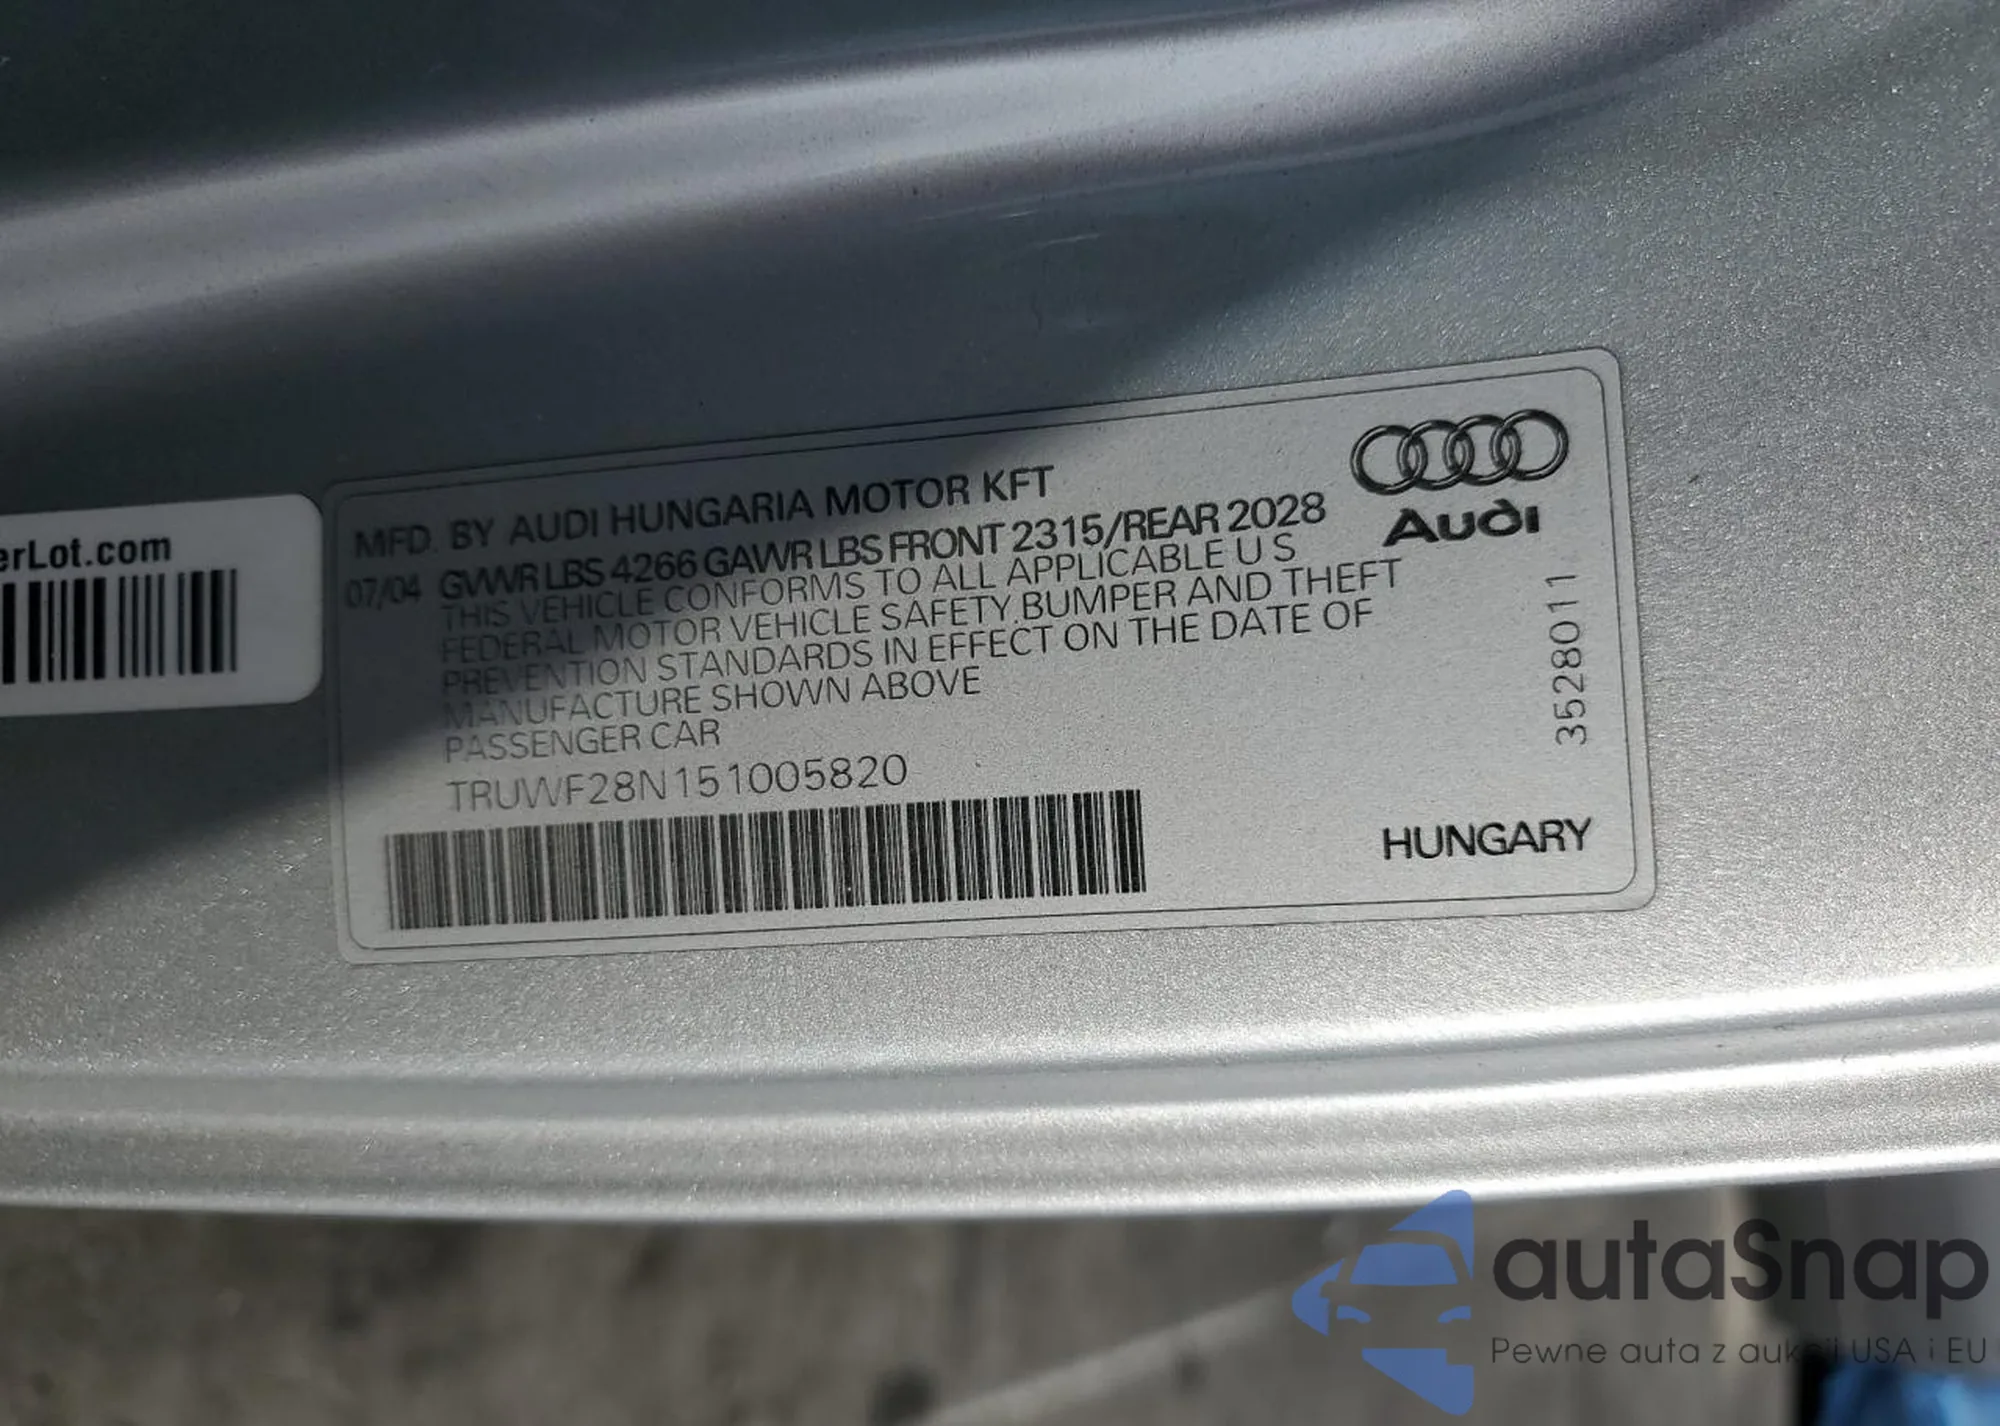 erLot.com
MFD. BY AUDI HUNGARIA MOTOR KFT
07/04 GVWR LBS 4266 GAWR LBS FRONT 2315/REAR 2028
THIS VEHICLE CONFORMS TO ALL APPLICABLE U S
FEDERAL MOTOR VEHICLE SAFETY, BUMPER AND THEFT
PREVENTION STANDARDS IN EFFECT ON THE DATE OF
MANUFACTURE SHOWN ABOVE
PASSENGER CAR
TRUWF28N151005820
Audi
3528011
HUNGARY
autaSnap
Pewne auta z aukcji USA i EU